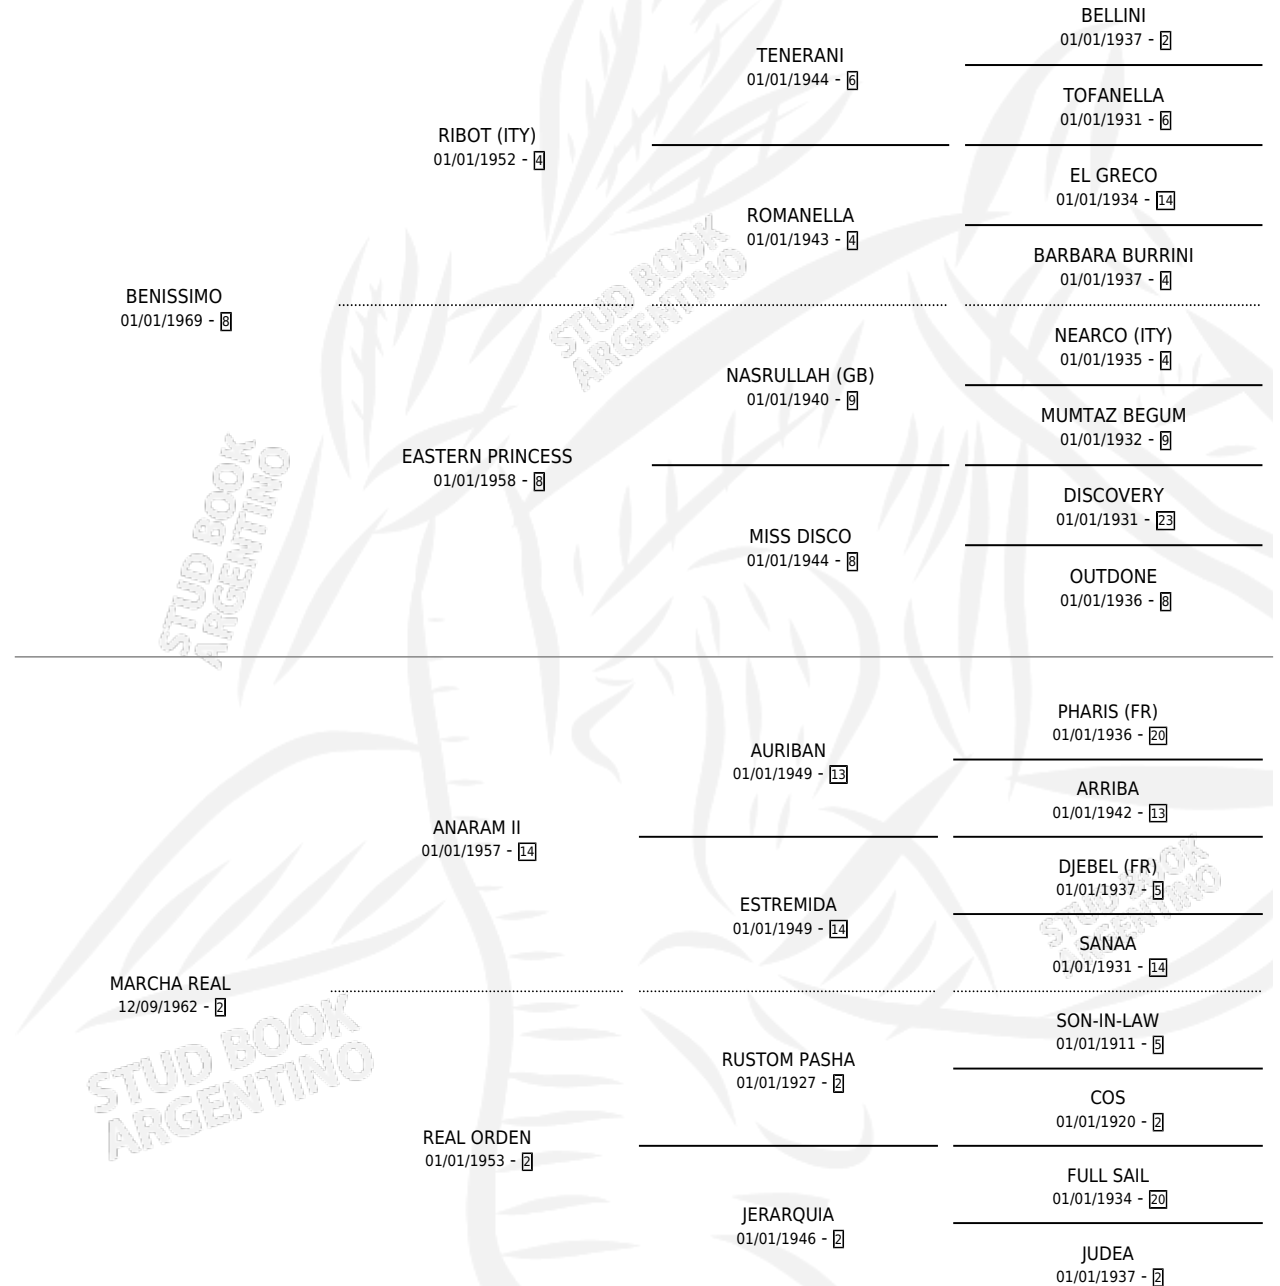 BELLINI
01/01/1937 - 2
TENERANI
01/01/1944 - 6
TOFANELLA
01/01/1931 - 6
RIBOT (ITY)
01/01/1952 - 4
EL GRECO
01/01/1934 - 14
ROMANELLA
01/01/1943 - 4
BARBARA BURRINI
01/01/1937 - 4
BENISSIMO
01/01/1969 - 8
STUD BOOK
ARGENTINO
NEARCO (ITY)
01/01/1935 - 4
NASRULLAH (GB)
01/01/1940 - 9
MUMTAZ BEGUM
01/01/1932 - 9
EASTERN PRINCESS
01/01/1958 - 8
DISCOVERY
01/01/1931 - 23
MISS DISCO
01/01/1944 - 8
OUTDONE
01/01/1936 - 8
STUD BOOK
ARGENTINO
PHARIS (FR)
01/01/1936 - 20
AURIBAN
01/01/1949 - 13
ARRIBA
01/01/1942 - 13
ANARAM II
01/01/1957 - 14
DJEBEL (FR)
01/01/1937 - 5
ESTREMIDA
01/01/1949 - 14
STUD BOOK
ARGENTINO
SANAA
01/01/1931 - 14
MARCHA REAL
12/09/1962 - 2
SON-IN-LAW
01/01/1911 - 5
RUSTOM PASHA
01/01/1927 - 2
STUD BOOK
ARGENTINO
COS
01/01/1920 - 2
REAL ORDEN
01/01/1953 - 2
FULL SAIL
01/01/1934 - 20
JERARQUIA
01/01/1946 - 2
JUDEA
01/01/1937 - 2